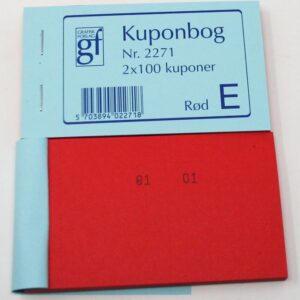 GRAFISK
FORLAG
gf
Kuponbog
Nr. 2271
2x100 kuponer
Rød E
5 703894 022718
01 01